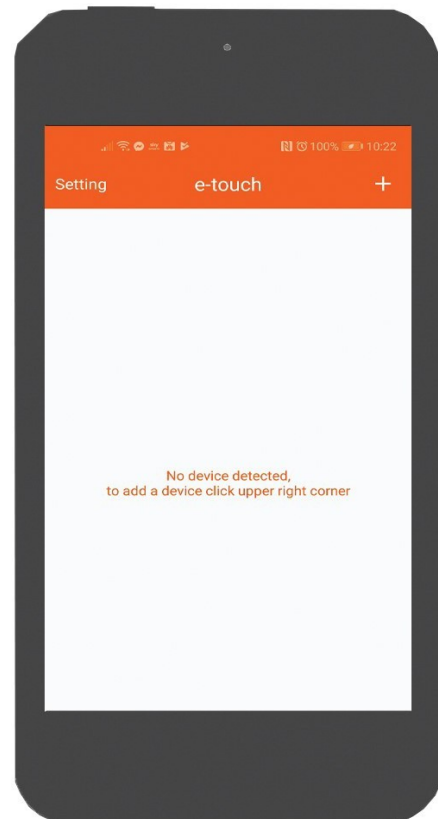 100% 10:22
Setting e-touch +
No device detected,
to add a device click upper right corner